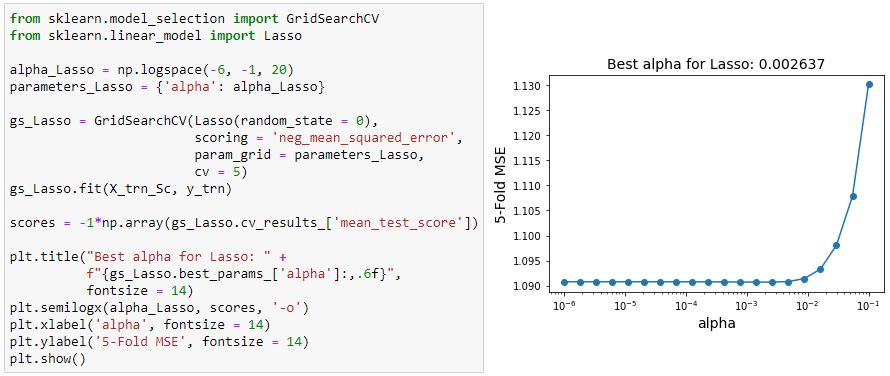 from sklearn.model_selection import GridSearchCV
from sklearn.linear_model import Lasso

alpha_Lasso = np.logspace(-6, -1, 20)
parameters_Lasso = {'alpha': alpha_Lasso}

gs_Lasso = GridSearchCV(Lasso(random_state = 0),
                        scoring = 'neg_mean_squared_error',
                        param_grid = parameters_Lasso,
                        cv = 5)
gs_Lasso.fit(X_trn_Sc, y_trn)

scores = -1*np.array(gs_Lasso.cv_results_['mean_test_score'])

plt.title("Best alpha for Lasso: " +
          f"{gs_Lasso.best_params_['alpha']:,.6f}",
          fontsize = 14)
plt.semilogx(alpha_Lasso, scores, '-o')
plt.xlabel('alpha', fontsize = 14)
plt.ylabel('5-Fold MSE', fontsize = 14)
plt.show()
Best alpha for Lasso: 0.002637
5-Fold MSE
1.130
1.125
1.120
1.115
1.110
1.105
1.100
1.095
1.090
10⁻⁶ 10⁻⁵ 10⁻⁴ 10⁻³ 10⁻² 10⁻¹
alpha